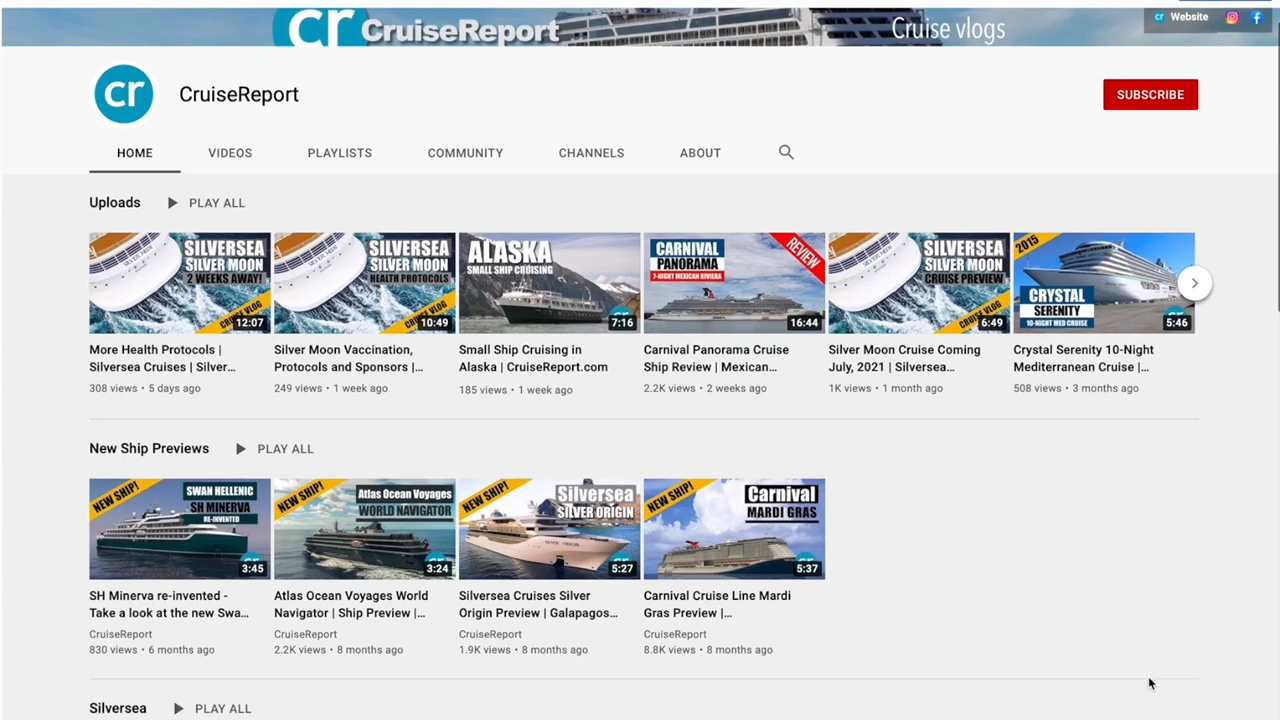 cr CruiseReport
Cruise vlogs
cr Website
cr
CruiseReport
SUBSCRIBE
HOME
VIDEOS
PLAYLISTS
COMMUNITY
CHANNELS
ABOUT
Uploads
PLAY ALL
SILVERSEA
SILVER MOON
2 WEEKS AWAY!
CRUISE VLOG
12:07
SILVERSEA
SILVER MOON
HEALTH PROTOCOLS
CRUISE VLOG
10:49
ALASKA
SMALL SHIP CRUISING
7:16
CARNIVAL
PANORAMA
7-NIGHT MEXICAN RIVIERA
REVIEW
16:44
SILVERSEA
SILVER MOON
CRUISE PREVIEW
CRUISE VLOG
6:49
2015
CRYSTAL
SERENITY
10-NIGHT MED CRUISE
5:46
More Health Protocols |
Silversea Cruises | Silver...
308 views • 5 days ago
Silver Moon Vaccination,
Protocols and Sponsors |...
249 views • 1 week ago
Small Ship Cruising in
Alaska | CruiseReport.com
185 views • 1 week ago
Carnival Panorama Cruise
Ship Review | Mexican...
2.2K views • 2 weeks ago
Silver Moon Cruise Coming
July, 2021 | Silversea...
1K views • 1 month ago
Crystal Serenity 10-Night
Mediterranean Cruise |...
508 views • 3 months ago
New Ship Previews
PLAY ALL
NEW SHIP!
SWAN HELLENIC
SH MINERVA
RE-INVENTED
cr
3:45
NEW SHIP!
Atlas Ocean Voyages
WORLD NAVIGATOR
cr
3:24
NEW SHIP!
Silversea
SILVER ORIGIN
cr
5:27
NEW SHIP!
Carnival
MARDI GRAS
cr
5:37
SH Minerva re-invented -
Take a look at the new Swa...
CruiseReport
830 views • 6 months ago
Atlas Ocean Voyages World
Navigator | Ship Preview |...
CruiseReport
2.2K views • 8 months ago
Silversea Cruises Silver
Origin Preview | Galapagos...
CruiseReport
1.9K views • 8 months ago
Carnival Cruise Line Mardi
Gras Preview |...
CruiseReport
8.8K views • 8 months ago
Silversea
PLAY ALL